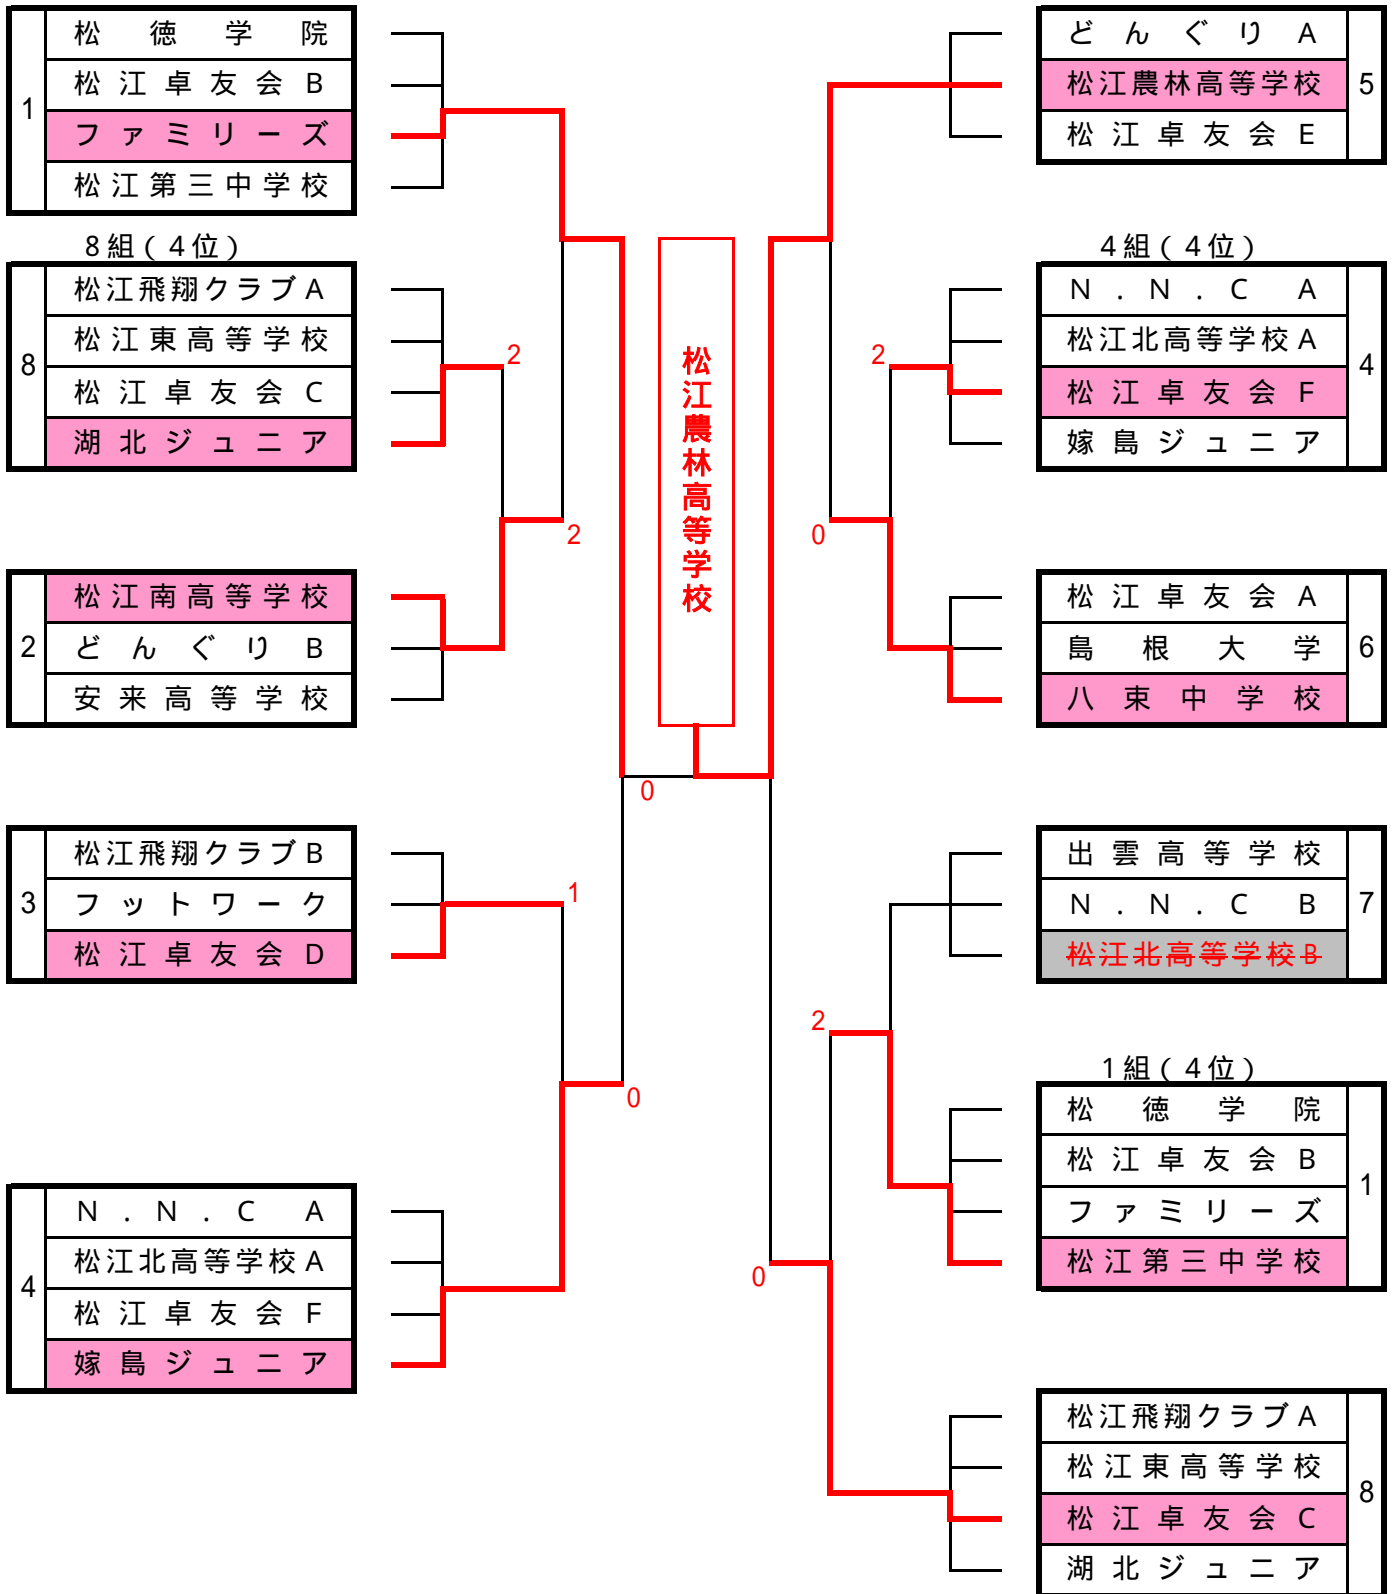 1
松徳学院
松江卓友会B
ファミリーズ
松江第三中学校
8組（4位）
8
松江飛翔クラブA
松江東高等学校
松江卓友会C
湖北ジュニア
2
2
2
松江南高等学校
どんぐりB
安来高等学校
3
松江飛翔クラブB
フットワーク
松江卓友会D
1
0
4
N.N.C A
松江北高等学校A
松江卓友会F
嫁島ジュニア
松江農林高等学校
0
どんぐりA
松江農林高等学校
松江卓友会E
5
4組（4位）
N.N.C A
松江北高等学校A
松江卓友会F
嫁島ジュニア
4
2
0
松江卓友会A
島根大学
八束中学校
6
出雲高等学校
N.N.C B
松江北高等学校B
7
2
1組（4位）
松徳学院
松江卓友会B
ファミリーズ
松江第三中学校
1
0
松江飛翔クラブA
松江東高等学校
松江卓友会C
湖北ジュニア
8